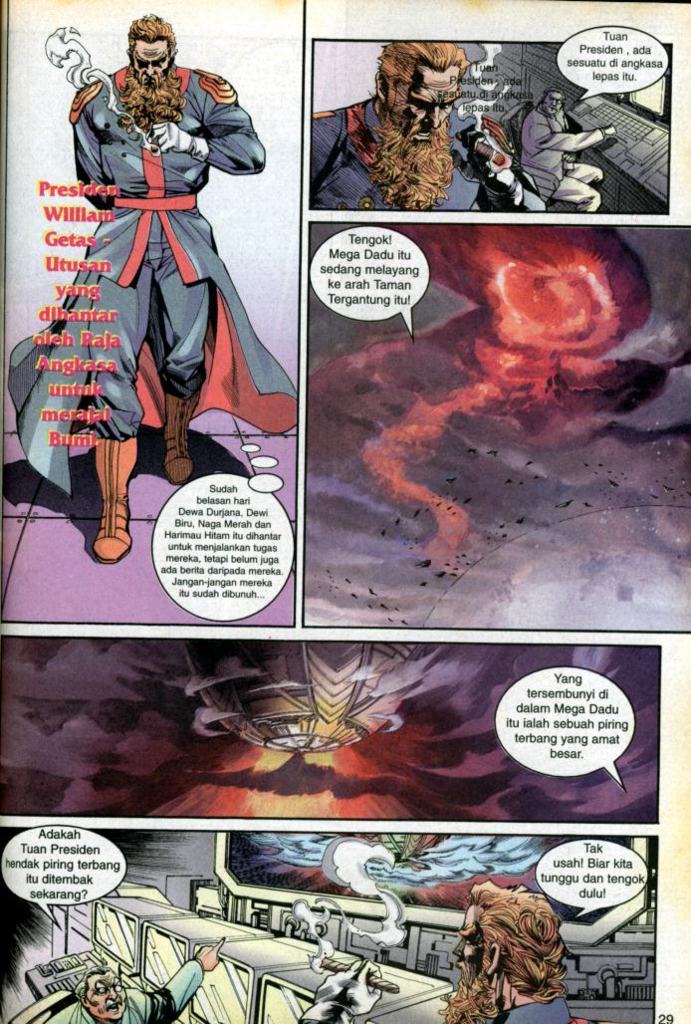 Presiden
William
Getas -
Utusan
yang
dihantar
oleh Raja
Angkasa
untuk
merajai
Bumi.
Sudah
belasan hari
Dewa Durjana, Dewi
Biru, Naga Merah dan
Harimau Hitam itu dihantar
untuk menjalankan tugas
mereka, tetapi belum juga
ada berita daripada mereka.
Jangan-jangan mereka
itu sudah dibunuh...
Tuan
Presiden , ada
sesuatu di angkasa
lepas itu.
Tuan
Presiden , ada
sesuatu di angkasa
lepas itu.
Tengok!
Mega Dadu itu
sedang melayang
ke arah Taman
Tergantung itu!
Yang
tersembunyi di
dalam Mega Dadu
itu ialah sebuah piring
terbang yang amat
besar.
Adakah
Tuan Presiden
hendak piring terbang
itu ditembak
sekarang?
Tak
usah! Biar kita
tunggu dan tengok
dulu!
29